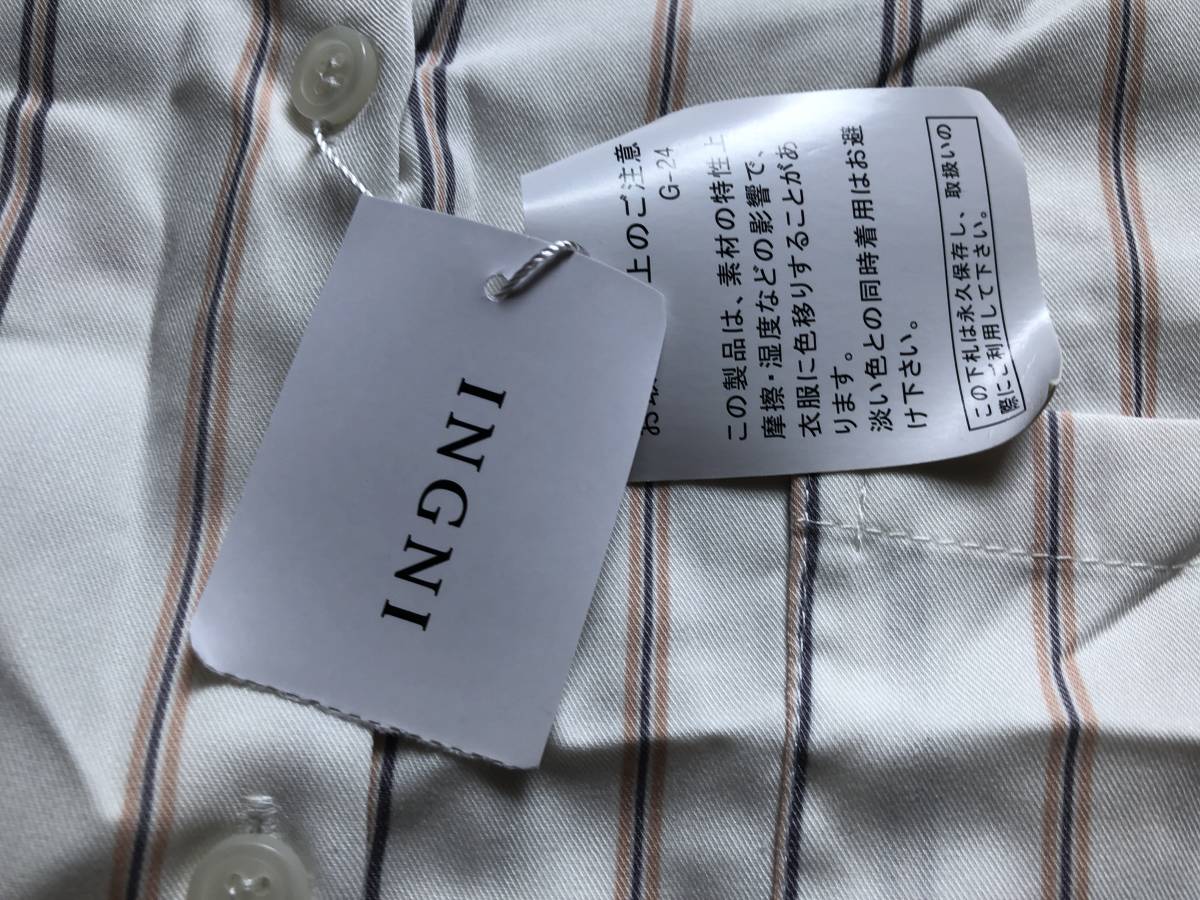 INGNI
お取 上のご注意
G-24
この製品は、素材の特性上
摩擦・湿度などの影響で、
衣服に色移りすることがあ
ります。
淡い色との同時着用はお避
け下さい。
この下札は永久保存し、取扱いの
際にご利用して下さい。